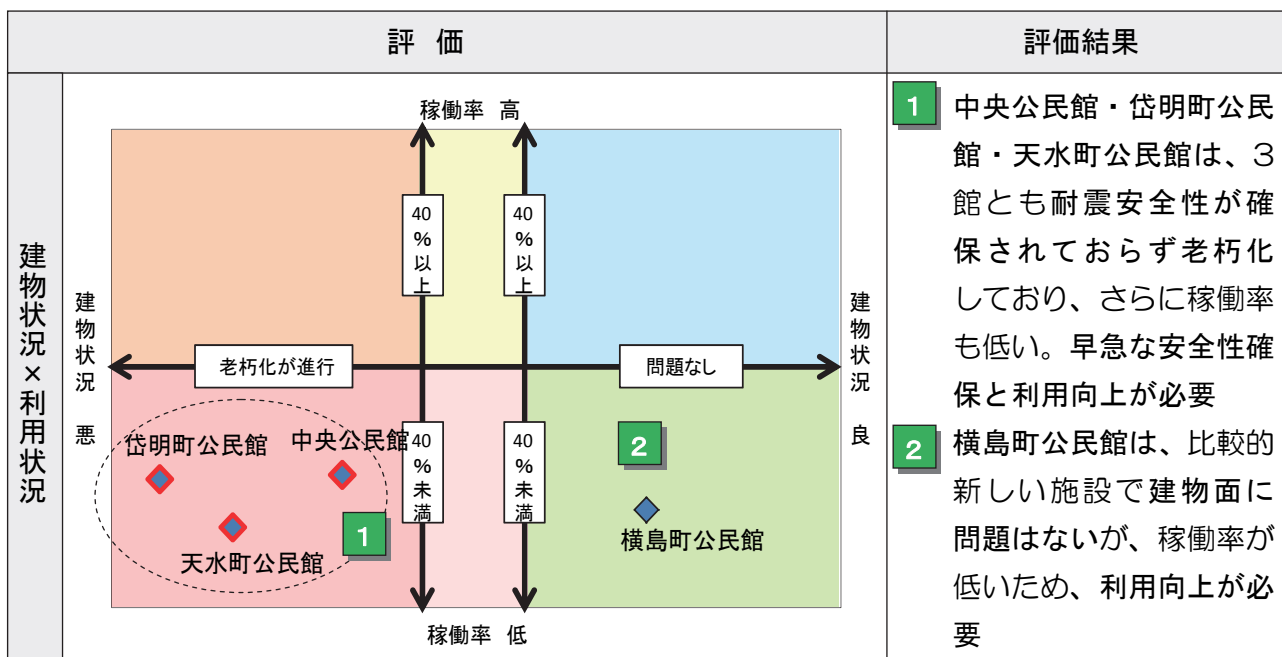 評 価
評価結果
建物状況×利用状況
稼働率 高
40%以上
40%以上
建物状況 悪
老朽化が進行
問題なし
建物状況 良
40%未満
40%未満
岱明町公民館
中央公民館
天水町公民館
1
2
横島町公民館
稼働率 低
1 中央公民館・岱明町公民
館・天水町公民館は、3
館とも耐震安全性が確
保されておらず老朽化
しており、さらに稼働率
も低い。早急な安全性確
保と利用向上が必要
2 横島町公民館は、比較的
新しい施設で建物面に
問題はないが、稼働率が
低いため、利用向上が必
要